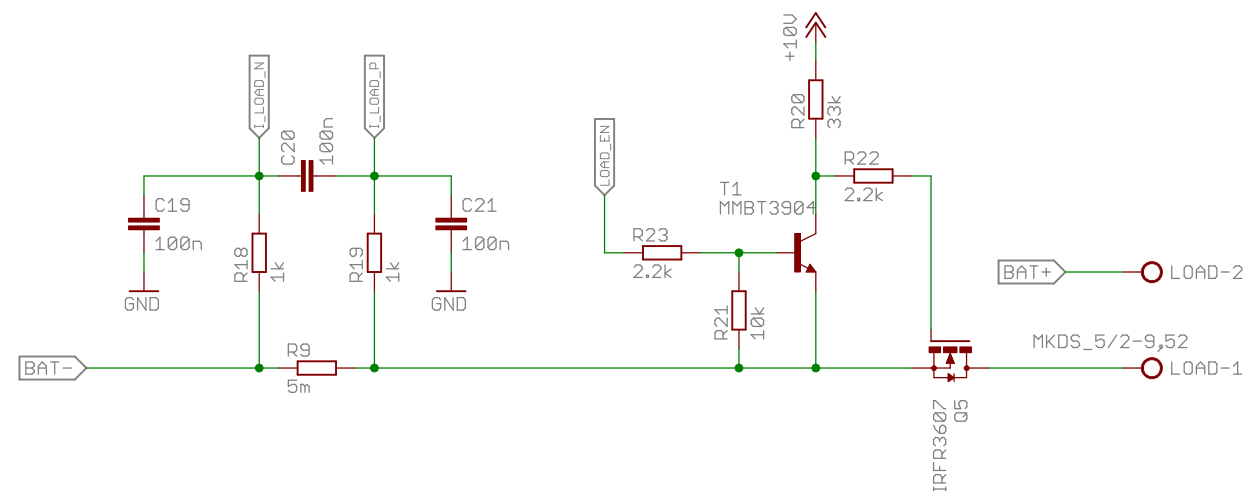 +10V
R20
33k
I_LOAD_N
I_LOAD_P
C20
100n
LOAD_EN
R22
2.2k
T1
MMBT3904
C19
100n
C21
100n
R18
1k
R19
1k
R23
2.2k
R21
10k
GND
GND
BAT+
LOAD-2
MKDS_5/2-9,52
BAT-
R9
5m
LOAD-1
IRFR3607
Q5